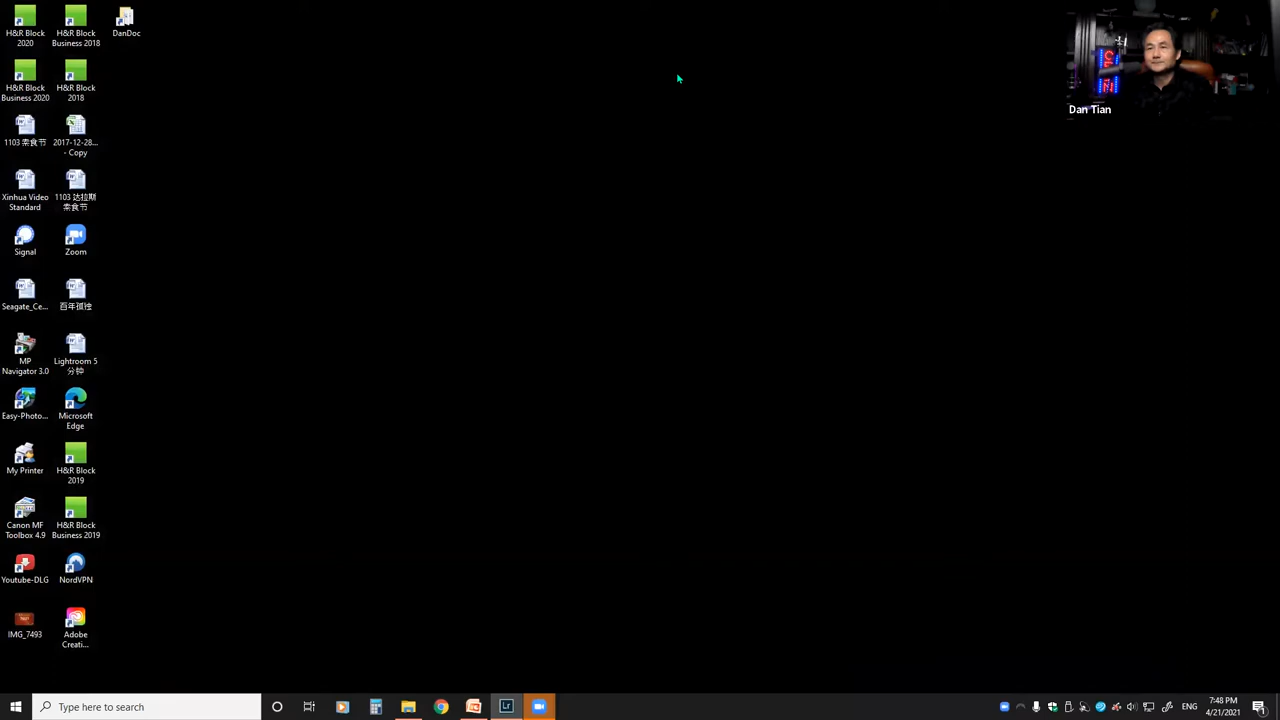 H&R Block
2020
H&R Block
Business 2018
DanDoc
H&R Block
Business 2020
H&R Block
2018
1103 素食节
2017-12-28...
- Copy
Xinhua Video
Standard
1103 达拉斯
素食节
Signal
Zoom
Seagate_Ce...
百年孤独
MP
Navigator 3.0
Lightroom 5
分钟
Easy-Photo...
Microsoft
Edge
My Printer
H&R Block
2019
Canon MF
Toolbox 4.9
H&R Block
Business 2019
Youtube-DLG
NordVPN
IMG_7493
Adobe
Creati...
Dan Tian
Type here to search
Lr
ENG
7:48 PM
4/21/2021